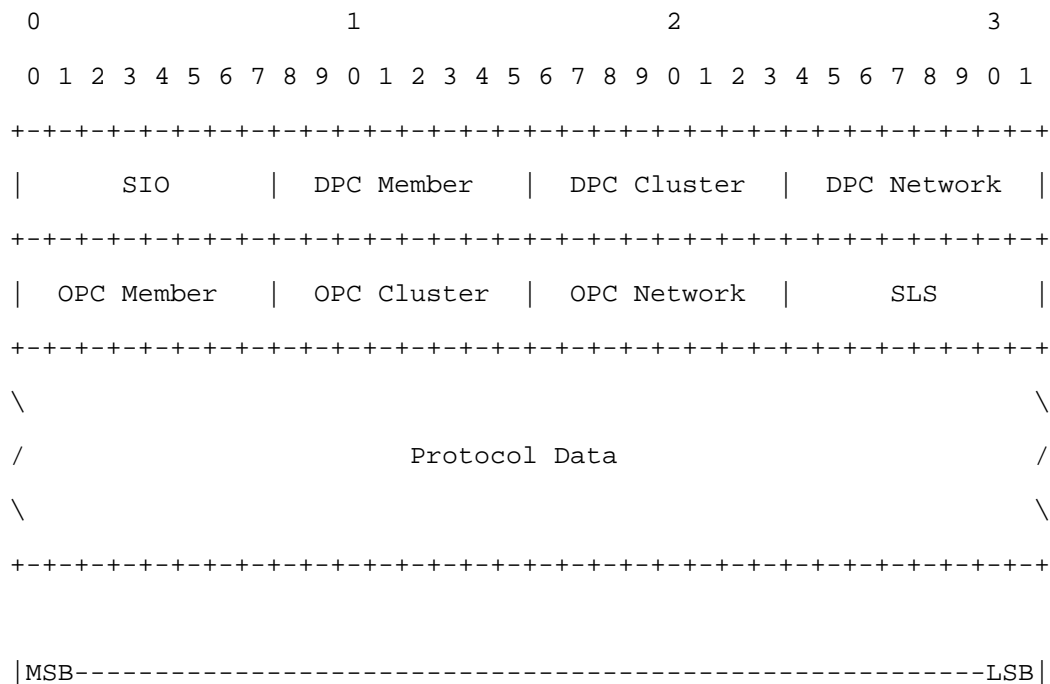 0                   1                   2                   3
 0 1 2 3 4 5 6 7 8 9 0 1 2 3 4 5 6 7 8 9 0 1 2 3 4 5 6 7 8 9 0 1
+-+-+-+-+-+-+-+-+-+-+-+-+-+-+-+-+-+-+-+-+-+-+-+-+-+-+-+-+-+-+-+-+
|      SIO      |  DPC Member   |  DPC Cluster  |  DPC Network  |
+-+-+-+-+-+-+-+-+-+-+-+-+-+-+-+-+-+-+-+-+-+-+-+-+-+-+-+-+-+-+-+-+
|  OPC Member   |  OPC Cluster  |  OPC Network  |      SLS      |
+-+-+-+-+-+-+-+-+-+-+-+-+-+-+-+-+-+-+-+-+-+-+-+-+-+-+-+-+-+-+-+-+
\                                                               \
/                        Protocol Data                          /
\                                                               \
+-+-+-+-+-+-+-+-+-+-+-+-+-+-+-+-+-+-+-+-+-+-+-+-+-+-+-+-+-+-+-+-+
|MSB---------------------------------------------------------LSB|